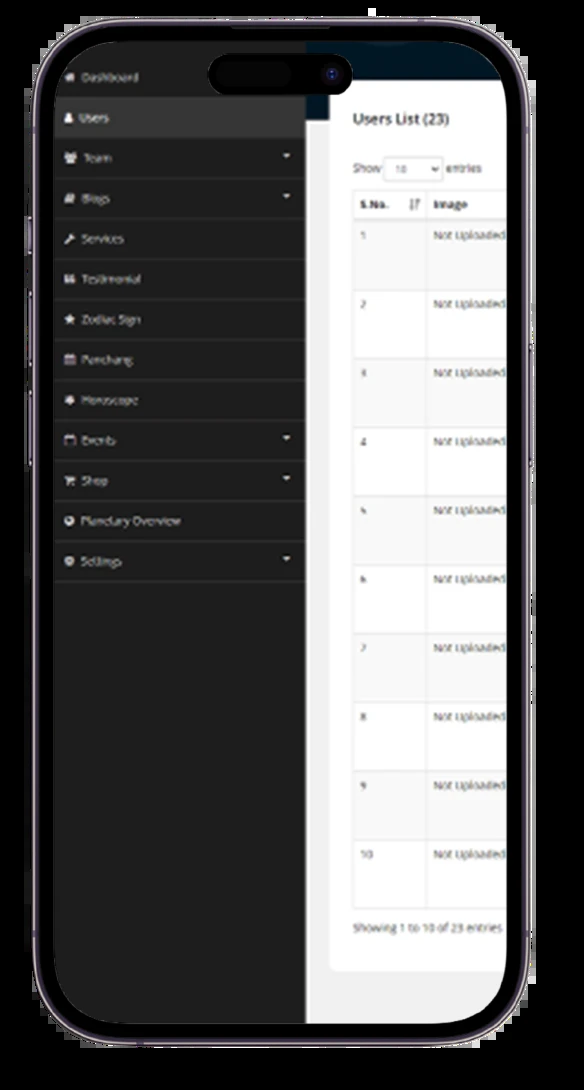 Dashboard
Users
Team
Blogs
Services
Testimonial
Zodiac Sign
Panchang
Horoscope
Events
Shop
Planetary Overview
Settings
Users List (23)
Show 10 entries
S.No. Image
1 Not Uploaded
2 Not Uploaded
3 Not Uploaded
4 Not Uploaded
5 Not Uploaded
6 Not Uploaded
7 Not Uploaded
8 Not Uploaded
9 Not Uploaded
10 Not Uploaded
Showing 1 to 10 of 23 entries